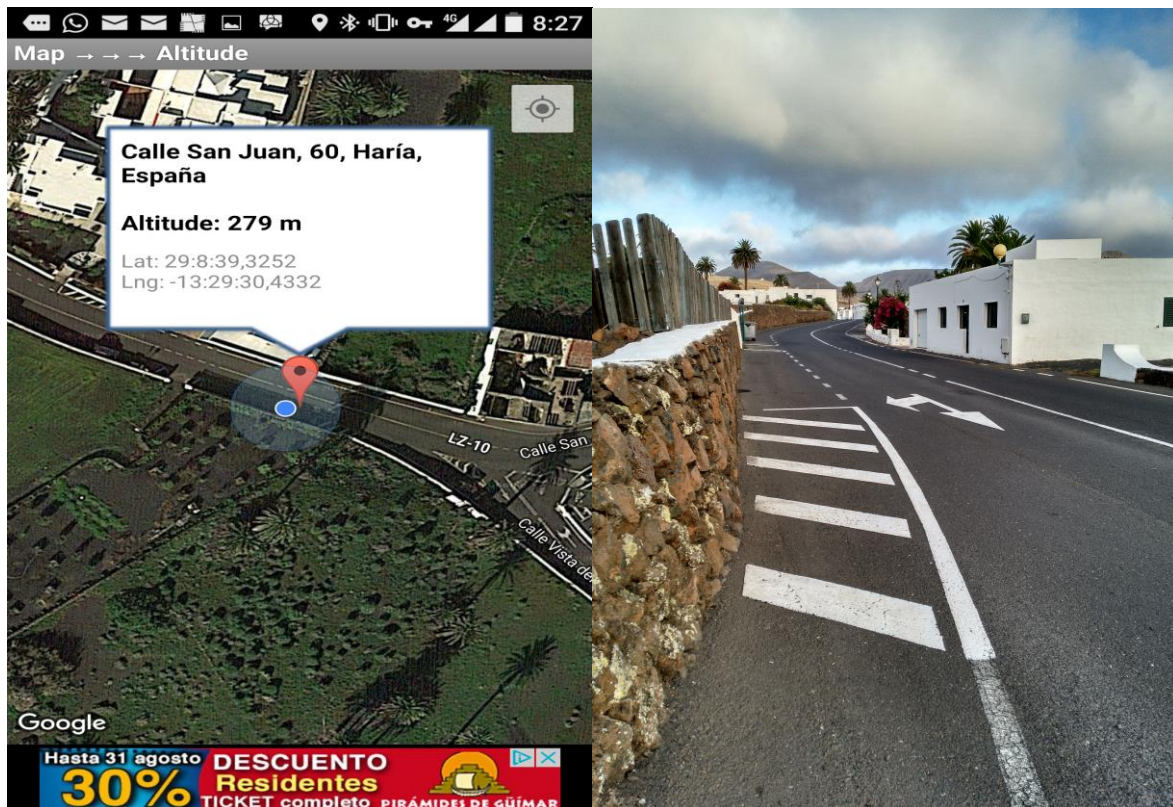 4G 8:27
Map →→→ Altitude
Calle San Juan, 60, Haría,
España
Altitude: 279 m
Lat: 29:8:39,3252
Lng: -13:29:30,4332
LZ-10
Calle San
Calle Vista de
Google
Hasta 31 agosto
30%
DESCUENTO
Residentes
TICKET completo
PIRÁMIDES DE GÜÍMAR